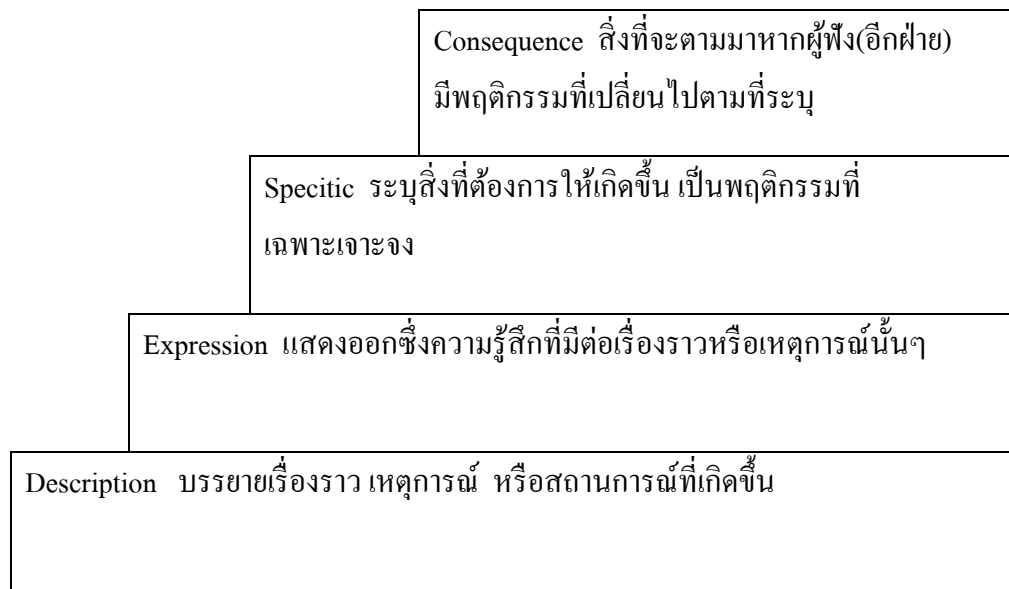 Consequence สิ่งที่จะตามมาหากผู้ฟัง(อีกฝ่าย)
มีพฤติกรรมที่เปลี่ยนไปตามที่ระบุ
Specitic ระบุสิ่งที่ต้องการให้เกิดขึ้น เป็นพฤติกรรมที่
เฉพาะเจาะจง
Expression แสดงออกซึ่งความรู้สึกที่มีต่อเรื่องราวหรือเหตุการณ์นั้นๆ
Description บรรยายเรื่องราว เหตุการณ์ หรือสถานการณ์ที่เกิดขึ้น